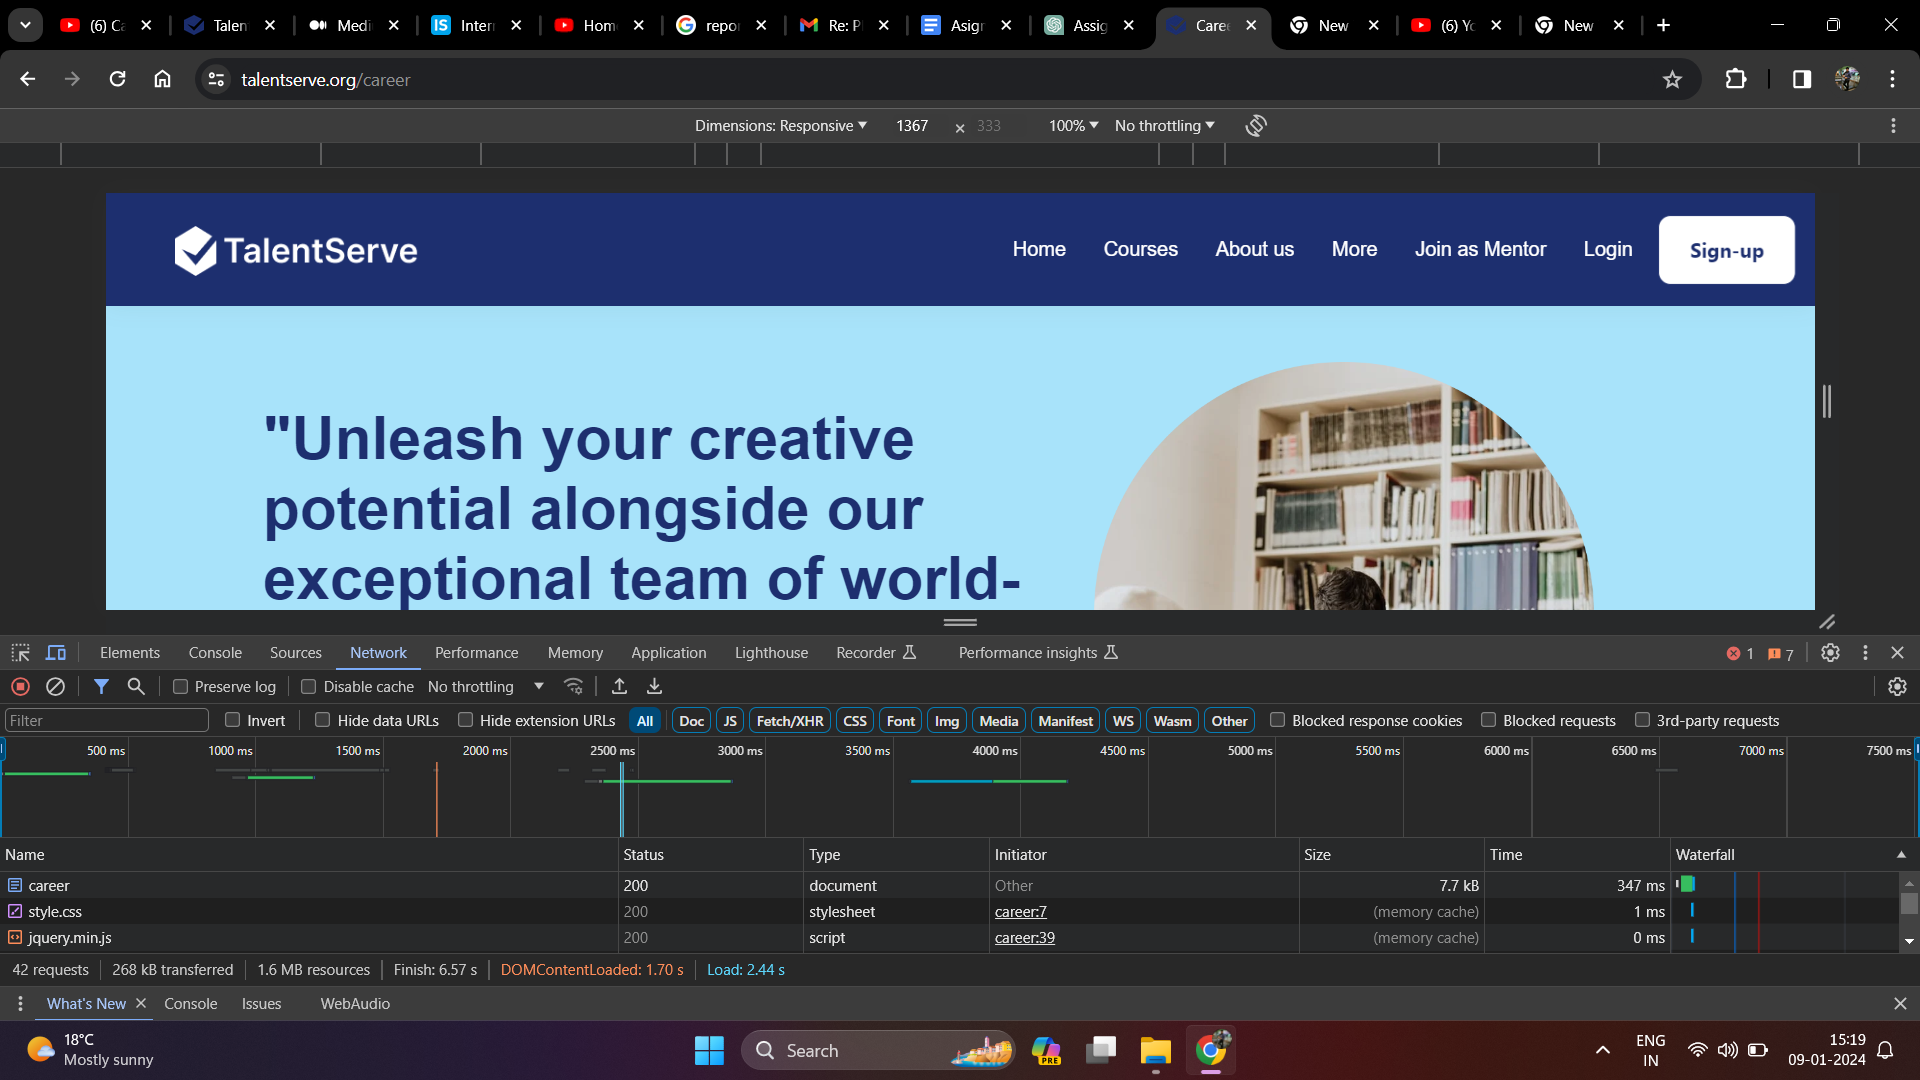 (6) Ca
Talen
Medi
IS
Intern
Home
repor
Re: P
Asign
Assig
Caree
New
(6) Yo
New
talentserve.org/career
Dimensions: Responsive
1367
×
333
100%
No throttling
TalentServe
Home
Courses
About us
More
Join as Mentor
Login
Sign-up
"Unleash your creative
potential alongside our
exceptional team of world-
Elements
Console
Sources
Network
Performance
Memory
Application
Lighthouse
Recorder
Performance insights
1
7
Preserve log
Disable cache
No throttling
Filter
Invert
Hide data URLs
Hide extension URLs
All
Doc
JS
Fetch/XHR
CSS
Font
Img
Media
Manifest
WS
Wasm
Other
Blocked response cookies
Blocked requests
3rd-party requests
500 ms
1000 ms
1500 ms
2000 ms
2500 ms
3000 ms
3500 ms
4000 ms
4500 ms
5000 ms
5500 ms
6000 ms
6500 ms
7000 ms
7500 ms
Name Status Type Initiator Size Time Waterfall
career 200 document Other 7.7 kB 347 ms
style.css 200 stylesheet career:7 (memory cache) 1 ms
jquery.min.js 200 script career:39 (memory cache) 0 ms
42 requests
268 kB transferred
1.6 MB resources
Finish: 6.57 s
DOMContentLoaded: 1.70 s
Load: 2.44 s
What's New
Console
Issues
WebAudio
18°C
Mostly sunny
Search
PRE
ENG
IN
15:19
09-01-2024